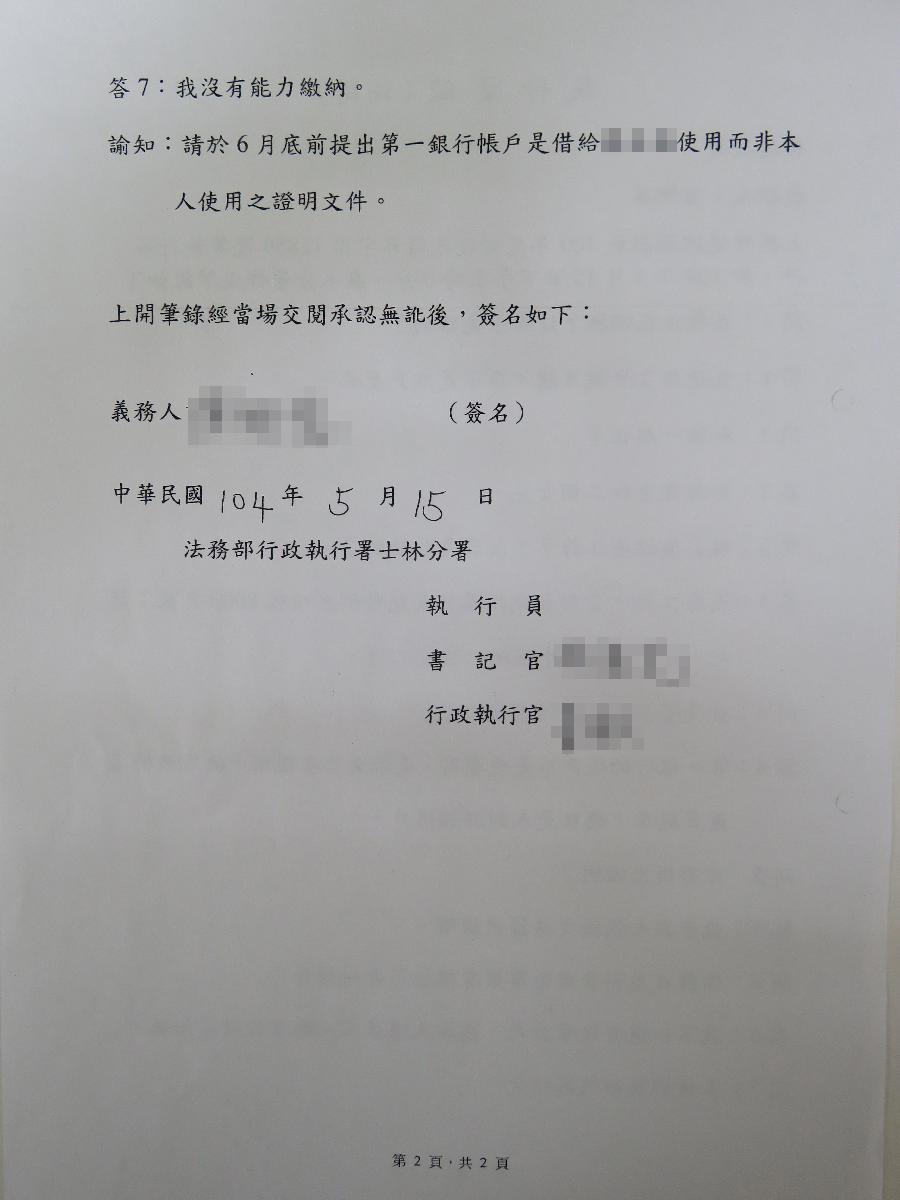 答7：我沒有能力繳納。
諭知：請於6月底前提出第一銀行帳戶是借給使用而非本
人使用之證明文件。
上開筆錄經當場交閱承認無訛後，簽名如下：
義務人 （簽名）
中華民國 104 年 5 月 15 日
法務部行政執行署士林分署
執 行 員
書 記 官
行政執行官
第 2 頁，共 2 頁